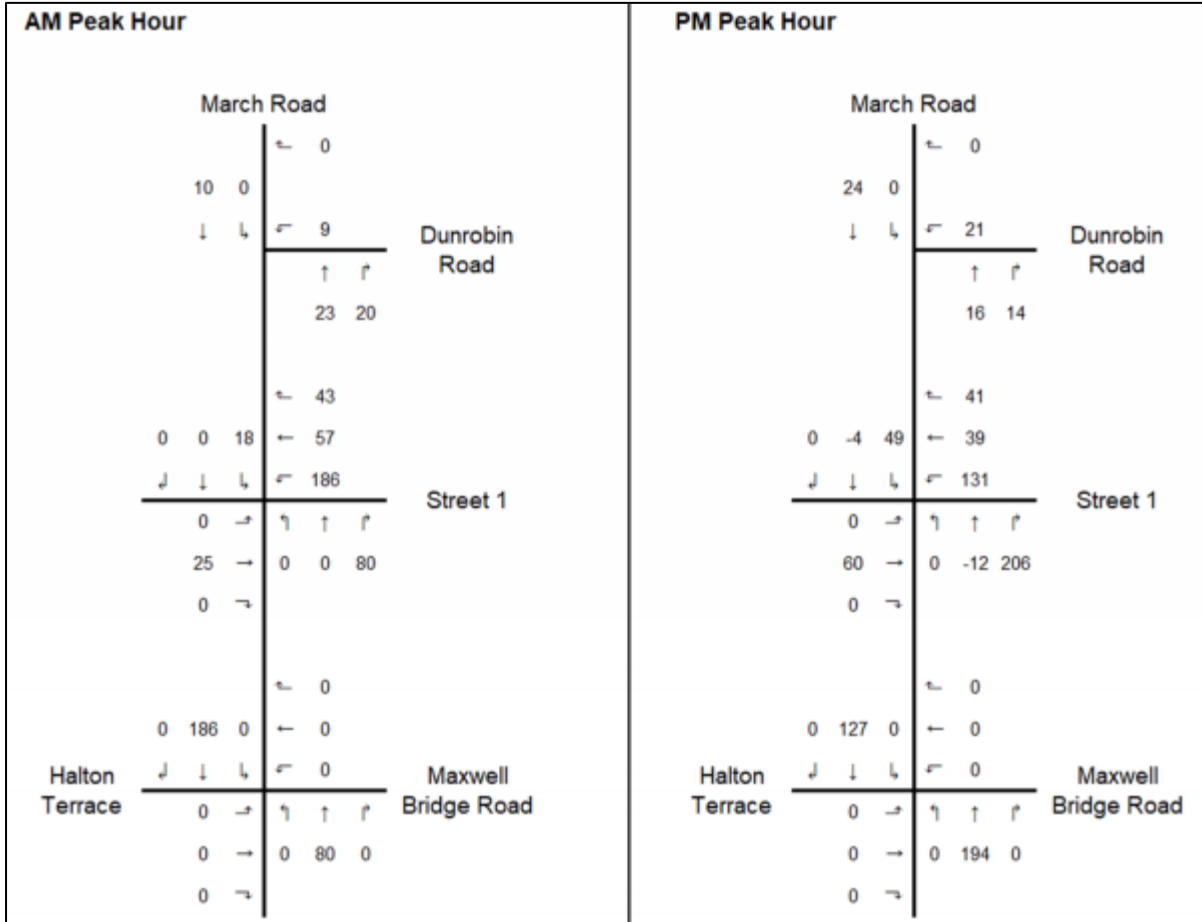 AM Peak Hour
March Road
0
10 0
9
Dunrobin
Road
23 20
43
0 0 18 57
186
Street 1
0
25 0 0 80
0
0
0 186 0 0
0
Halton
Terrace
Maxwell
Bridge Road
0
0 0 80 0
0
PM Peak Hour
March Road
0
24 0
21
Dunrobin
Road
16 14
41
0 -4 49 39
131
Street 1
0
60 0 -12 206
0
0
0 127 0 0
0
Halton
Terrace
Maxwell
Bridge Road
0
0 0 194 0
0